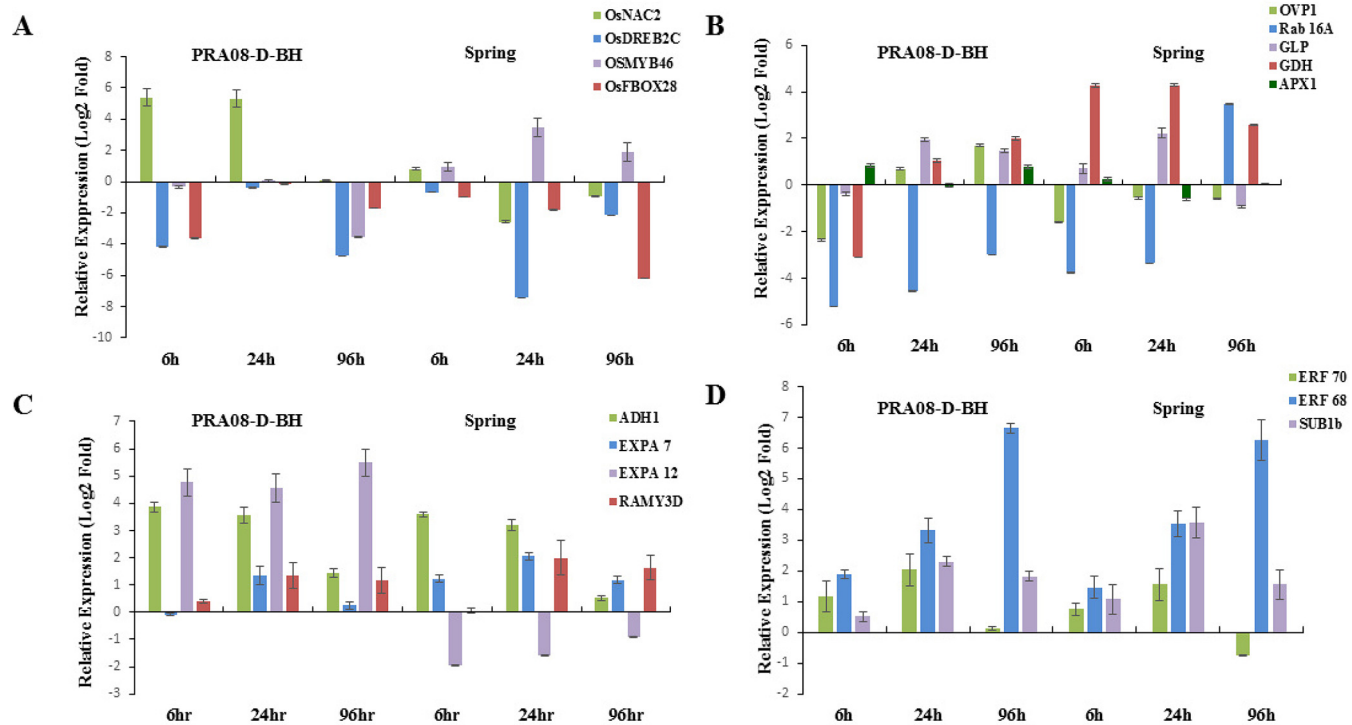 A
OsNAC2
OsDREB2C
OSMYB46
OsFBOX28
PRA08-D-BH
Spring
Relative Exppression (Log2 Fold)
8
6
4
2
0
-2
-4
-6
-8
-10
6h
24h
96h
6h
24h
96h
B
OVP1
Rab 16A
GLP
GDH
APX1
PRA08-D-BH
Spring
Relative Exppression (Log2 Fold)
6
4
2
0
-2
-4
-6
6h
24h
96h
6h
24h
96h
C
ADH1
EXPA 7
EXPA 12
RAMY3D
PRA08-D-BH
Spring
Relative Expression (Log2 Fold)
7
6
5
4
3
2
1
0
-1
-2
-3
6hr
24hr
96hr
6hr
24hr
96hr
D
ERF 70
ERF 68
SUB1b
PRA08-D-BH
Spring
Relative Expression (Log2 Fold)
8
7
6
5
4
3
2
1
0
-1
-2
6h
24h
96h
6h
24h
96h